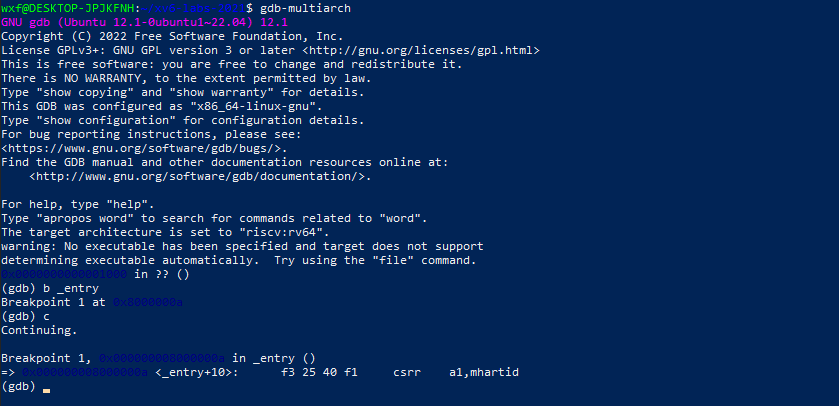 wxf@DESKTOP-JPJKFNH:~/xv6-labs-2021$ gdb-multiarch
GNU gdb (Ubuntu 12.1-0ubuntu1~22.04) 12.1
Copyright (C) 2022 Free Software Foundation, Inc.
License GPLv3+: GNU GPL version 3 or later <http://gnu.org/licenses/gpl.html>
This is free software: you are free to change and redistribute it.
There is NO WARRANTY, to the extent permitted by law.
Type "show copying" and "show warranty" for details.
This GDB was configured as "x86_64-linux-gnu".
Type "show configuration" for configuration details.
For bug reporting instructions, please see:
<https://www.gnu.org/software/gdb/bugs/>.
Find the GDB manual and other documentation resources online at:
    <http://www.gnu.org/software/gdb/documentation/>.
For help, type "help".
Type "apropos word" to search for commands related to "word".
The target architecture is set to "riscv:rv64".
warning: No executable has been specified and target does not support
determining executable automatically.  Try using the "file" command.
0x0000000000001000 in ?? ()
(gdb) b _entry
Breakpoint 1 at 0x8000000a
(gdb) c
Continuing.
Breakpoint 1, 0x000000008000000a in _entry ()
=> 0x000000008000000a <_entry+10>:      f3 25 40 f1     csrr    a1,mhartid
(gdb)